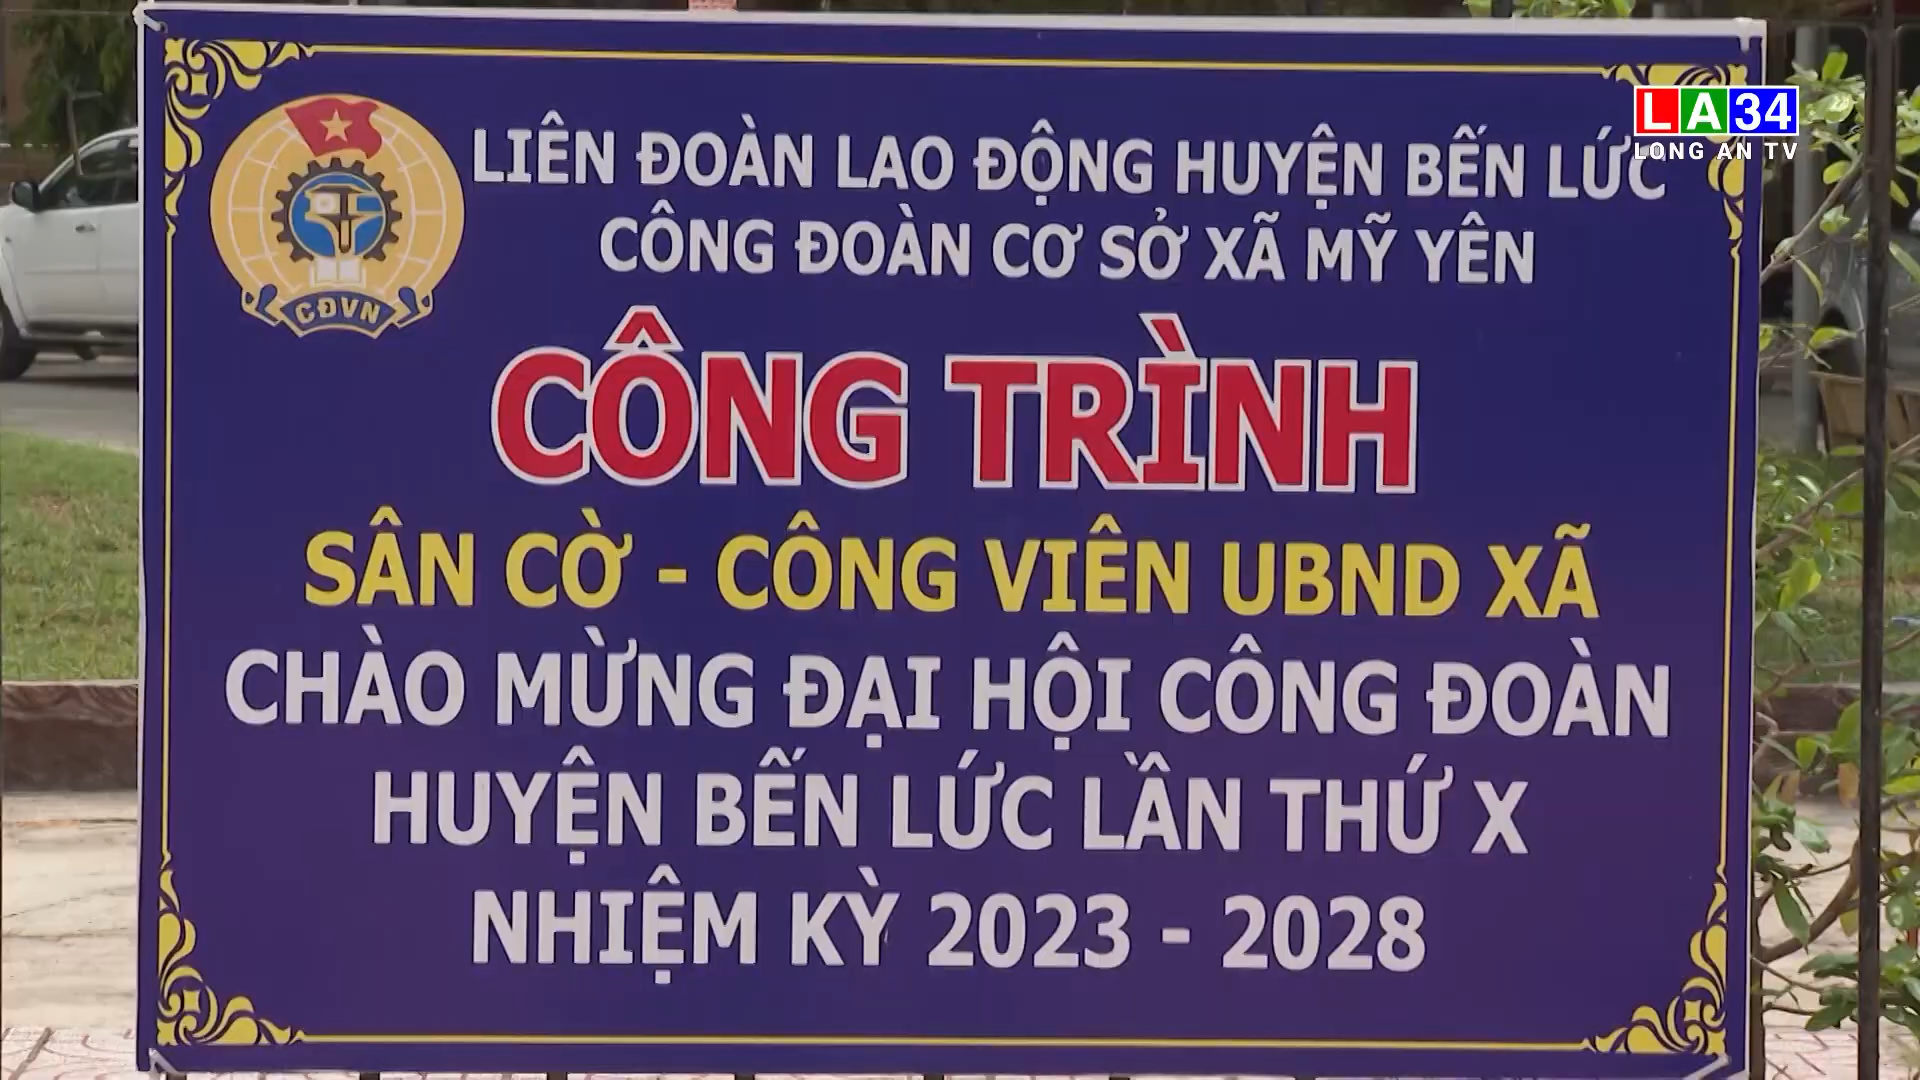 LA34
LONG AN TV
LIÊN ĐOÀN LAO ĐỘNG HUYỆN BẾN LỨC
CÔNG ĐOÀN CƠ SỞ XÃ MỸ YÊN
CĐVN
CÔNG TRÌNH
SÂN CỜ - CÔNG VIÊN UBND XÃ
CHÀO MỪNG ĐẠI HỘI CÔNG ĐOÀN
HUYỆN BẾN LỨC LẦN THỨ X
NHIỆM KỲ 2023 - 2028